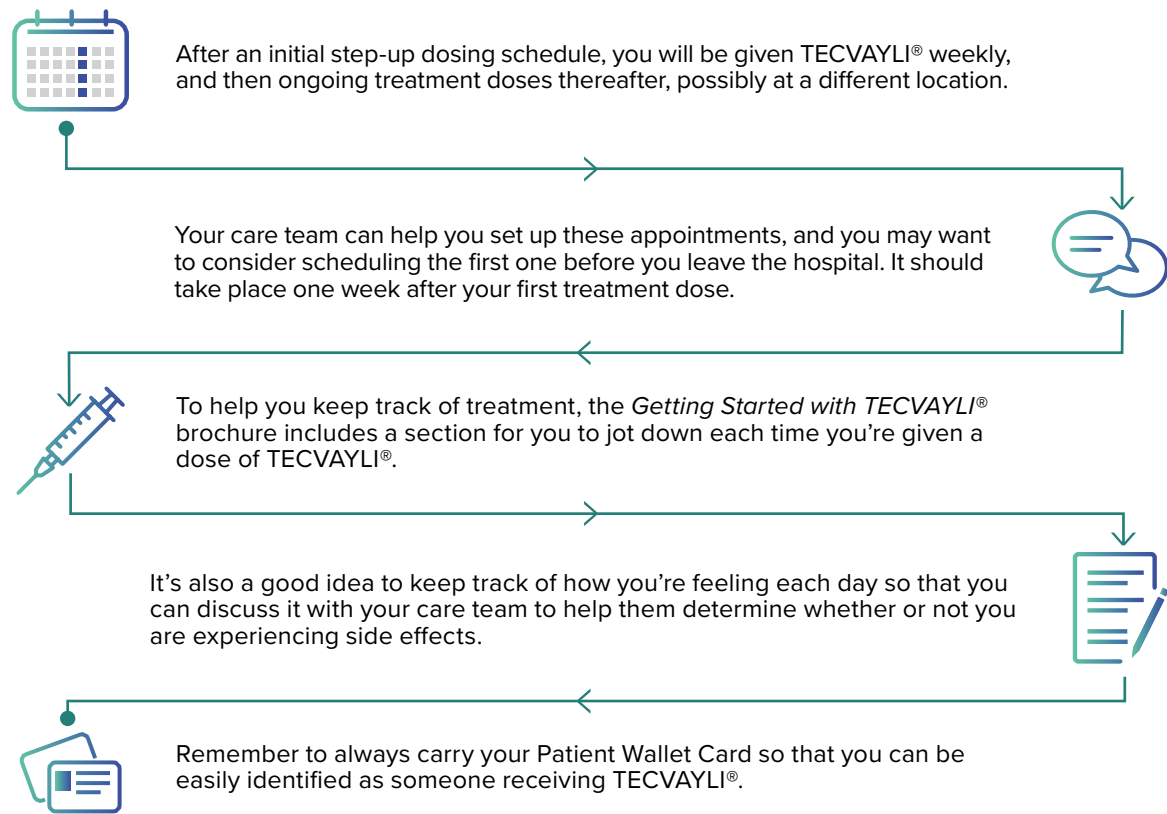 After an initial step-up dosing schedule, you will be given TECVAYLI® weekly,
and then ongoing treatment doses thereafter, possibly at a different location.
Your care team can help you set up these appointments, and you may want
to consider scheduling the first one before you leave the hospital. It should
take place one week after your first treatment dose.
To help you keep track of treatment, the Getting Started with TECVAYLI®
brochure includes a section for you to jot down each time you’re given a
dose of TECVAYLI®.
It’s also a good idea to keep track of how you’re feeling each day so that you
can discuss it with your care team to help them determine whether or not you
are experiencing side effects.
Remember to always carry your Patient Wallet Card so that you can be
easily identified as someone receiving TECVAYLI®.